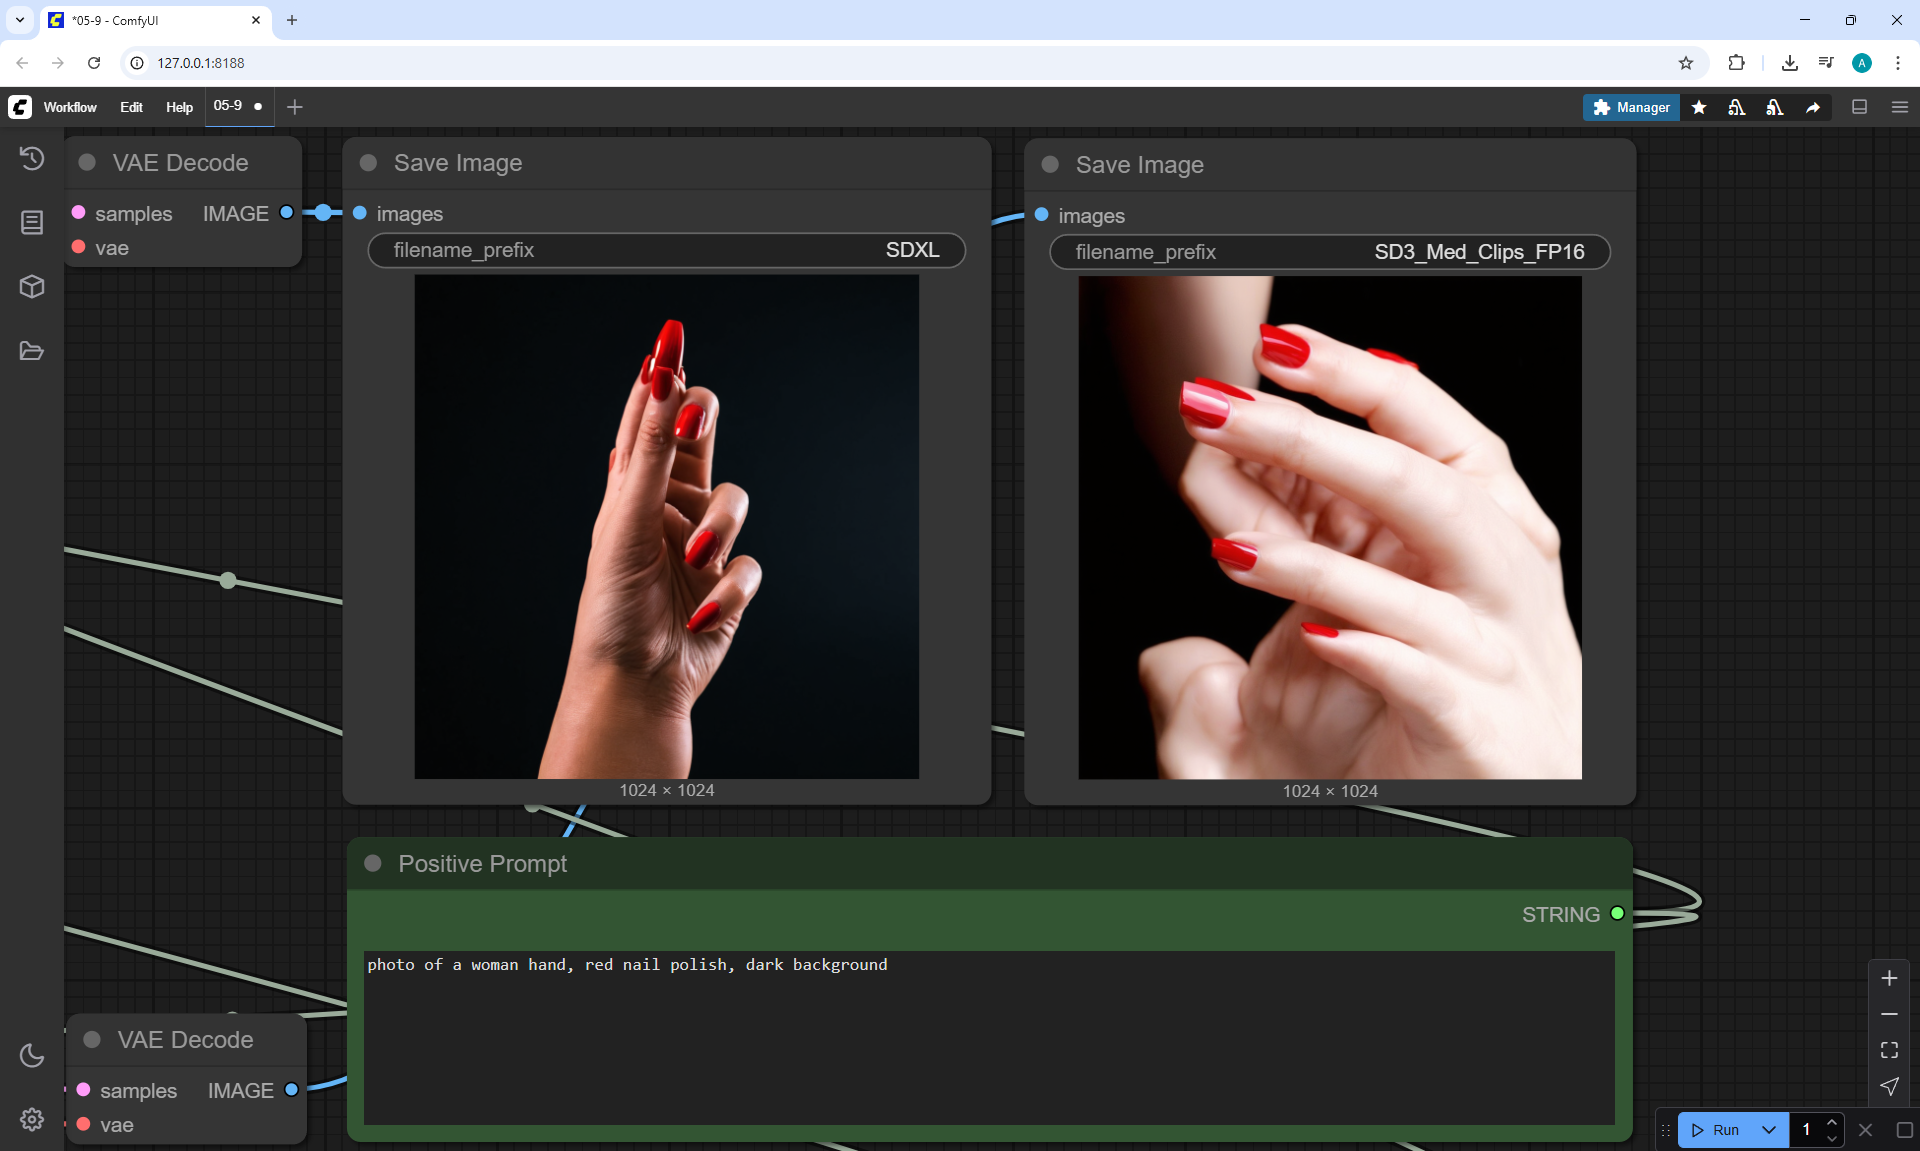 *05-9 - ComfyUI
127.0.0.1:8188
A
Workflow Edit Help 05-9
Manager
VAE Decode
samples IMAGE
vae
Save Image
images
filename_prefix SDXL
1024 × 1024
Save Image
images
filename_prefix SD3_Med_Clips_FP16
1024 × 1024
Positive Prompt
STRING
photo of a woman hand, red nail polish, dark background
VAE Decode
samples IMAGE
vae
Run 1